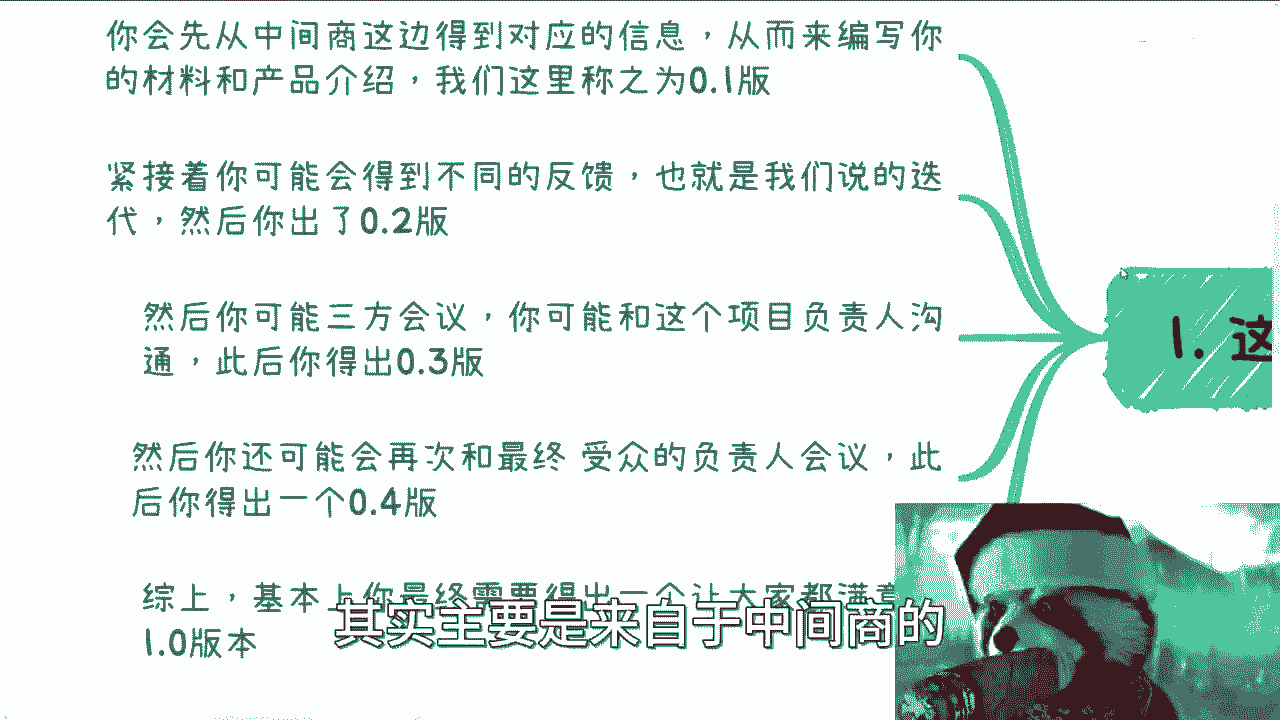 你会先从中间商这边得到对应的信息，从而来编写你
的材料和产品介绍，我们这里称之为0.1版
紧接着你可能会得到不同的反馈，也就是我们说的迭
代，然后你出了0.2版
然后你可能三方会议，你可能和这个项目负责人沟
通，此后你得出0.3版
然后你还可能会再次和最终 受众的负责人会议，此
后你得出一个0.4版
综上，基本上你最终需要得出一个让大家都满意
1.0版本
1. 这
其实主要是来自于中间商的